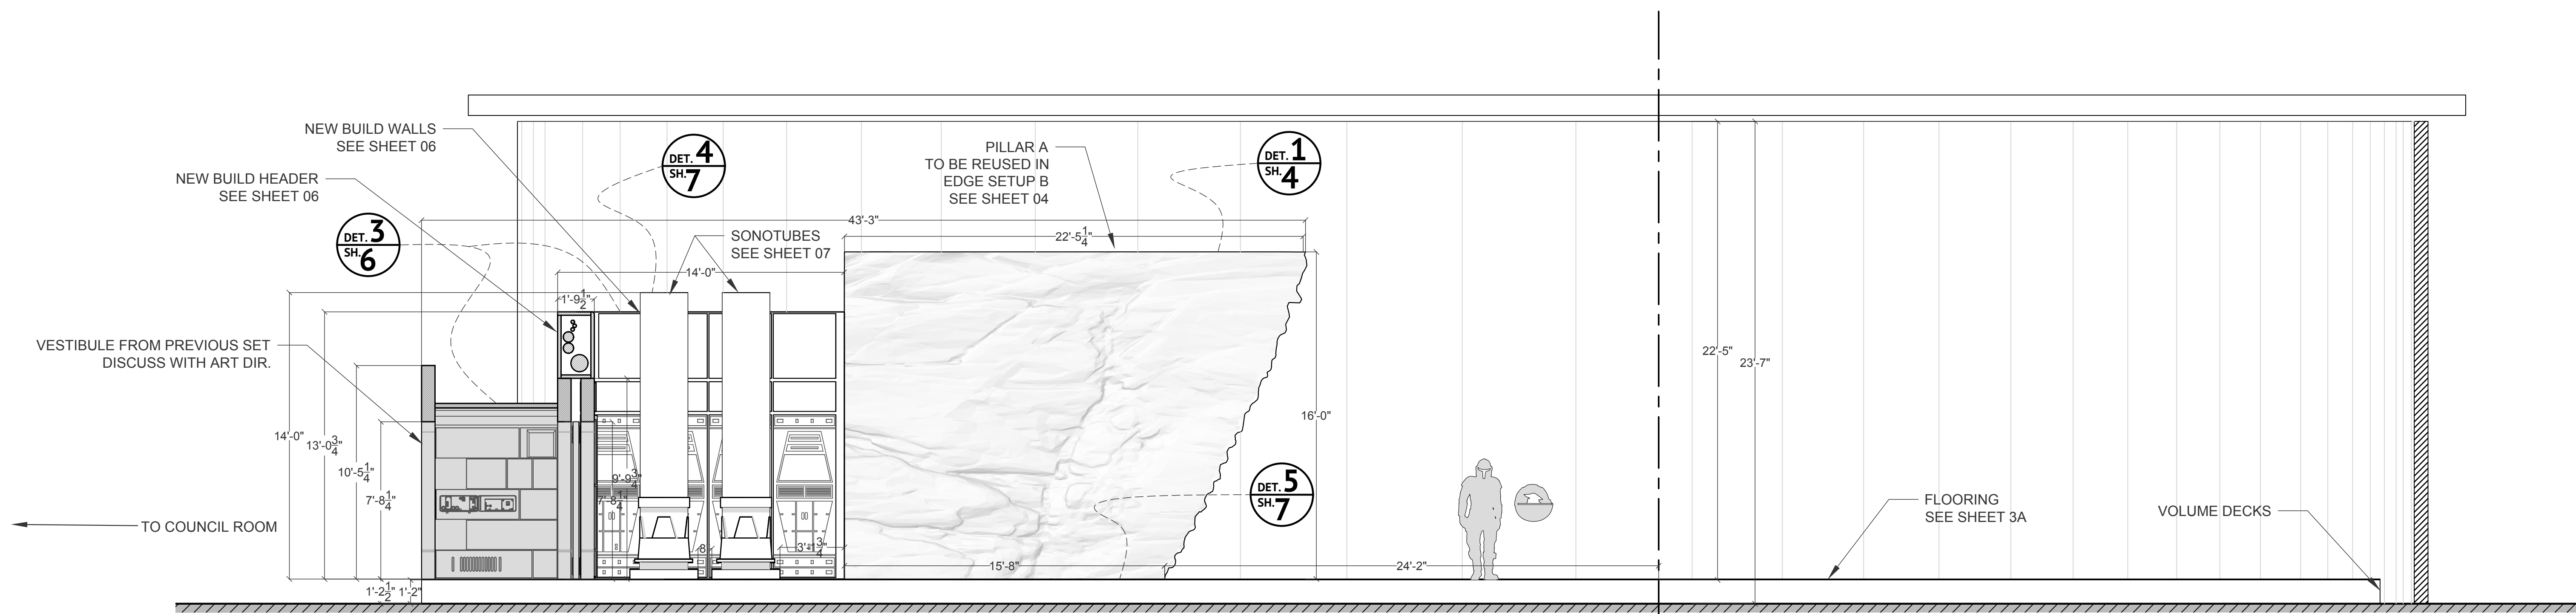 NEW BUILD WALLS
SEE SHEET 06
DET. 4
SH. 7
PILLAR A
TO BE REUSED IN
EDGE SETUP B
SEE SHEET 04
DET. 1
SH. 4
NEW BUILD HEADER
SEE SHEET 06
DET. 3
SH. 6
43'-3"
22'-5 1/4"
SONOTUBES
SEE SHEET 07
14'-0"
1'-9 1/2"
VESTIBULE FROM PREVIOUS SET
DISCUSS WITH ART DIR.
22'-5"
23'-7"
16'-0"
14'-0"
13'-0 3/4"
10'-5 1/4"
7'-8 1/4"
9'-9 3/4"
7'-8 1/4"
DET. 5
SH. 7
TO COUNCIL ROOM
FLOORING
SEE SHEET 3A
VOLUME DECKS
8
3'-1 3/4"
15'-8"
24'-2"
1'-2 1/2"
1'-2"